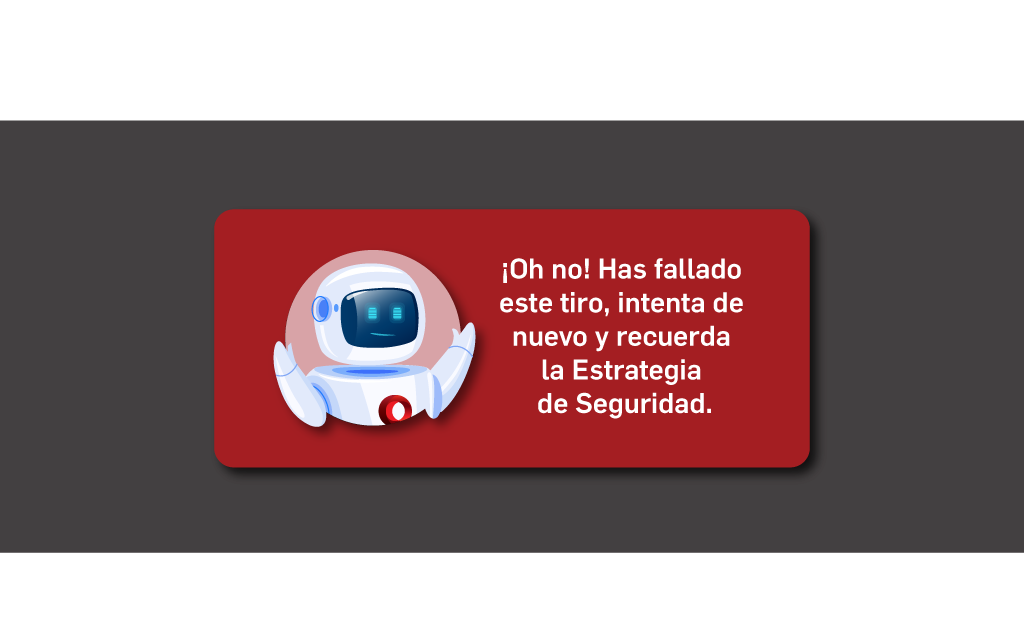 ¡Oh no! Has fallado
este tiro, intenta de
nuevo y recuerda
la Estrategia
de Seguridad.